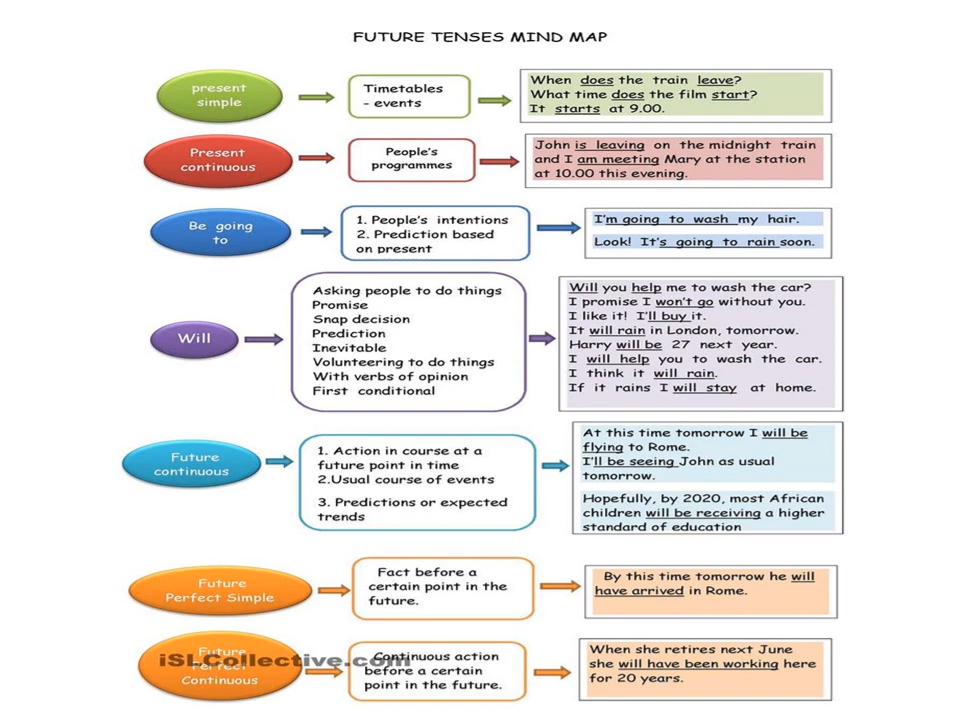 FUTURE TENSES MIND MAP
present
simple
Timetables
- events
When does the train leave?
What time does the film start?
It starts at 9.00.
Present
continuous
People's
programmes
John is leaving on the midnight train
and I am meeting Mary at the station
at 10.00 this evening.
Be going
to
1. People's intentions
2. Prediction based
on present
I'm going to wash my hair.
Look! It's going to rain soon.
Will
Asking people to do things
Promise
Snap decision
Prediction
Inevitable
Volunteering to do things
With verbs of opinion
First conditional
Will you help me to wash the car?
I promise I won't go without you.
I like it! I'll buy it.
It will rain in London, tomorrow.
Harry will be 27 next year.
I will help you to wash the car.
I think it will rain.
If it rains I will stay at home.
Future
continuous
1. Action in course at a
future point in time
2.Usual course of events
3. Predictions or expected
trends
At this time tomorrow I will be
flying to Rome.
I'll be seeing John as usual
tomorrow.
Hopefully, by 2020, most African
children will be receiving a higher
standard of education
Future
Perfect Simple
Fact before a
certain point in the
future.
By this time tomorrow he will
have arrived in Rome.
Future
Perfect
Continuous
iSLCollective.com
Continuous action
before a certain
point in the future.
When she retires next June
she will have been working here
for 20 years.